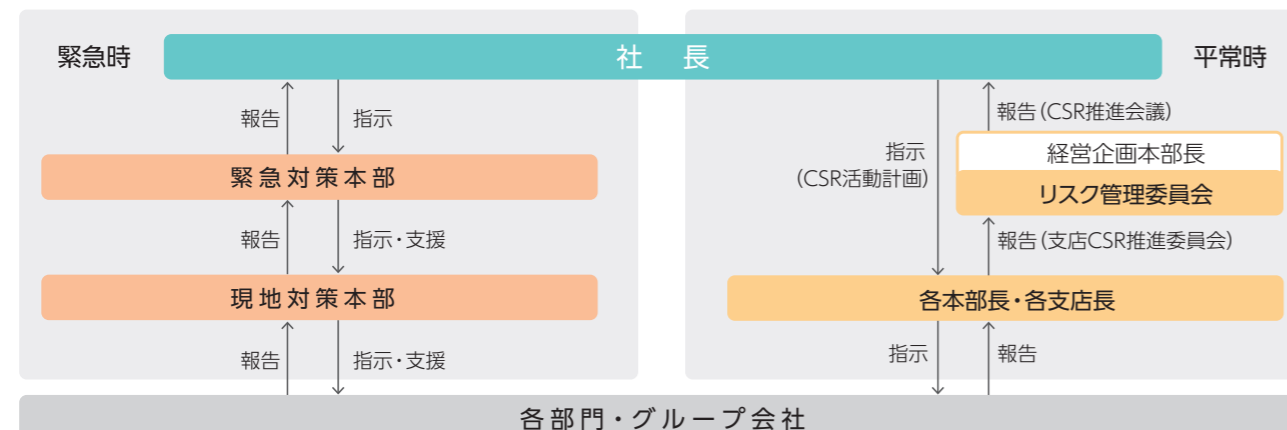 緊急時
社 長
平常時
報告
指示
緊急対策本部
報告
指示・支援
現地対策本部
報告
指示・支援
指示
(CSR活動計画)
報告(CSR推進会議)
経営企画本部長
リスク管理委員会
報告(支店CSR推進委員会)
各本部長・各支店長
指示
報告
各部門・グループ会社